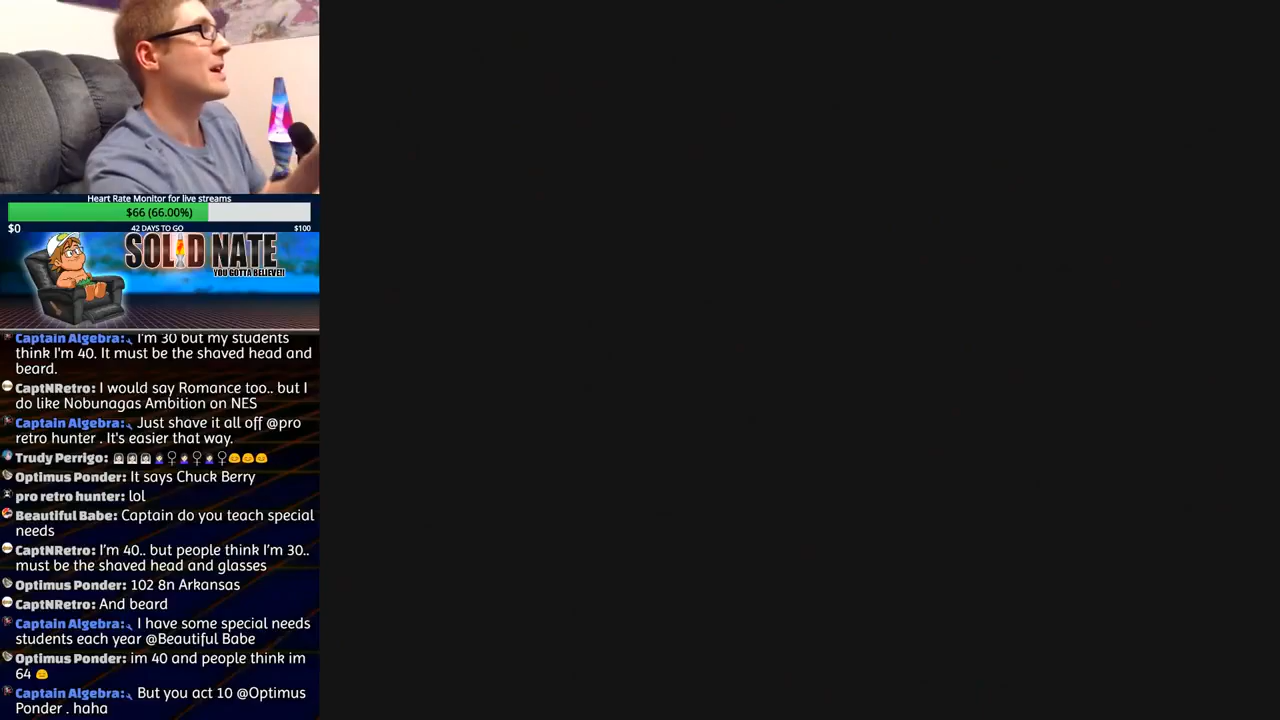 Heart Rate Monitor for live streams
$66 (66.00%)
$0 42 DAYS TO GO $100
SOLID NATE
YOU GOTTA BELIEVE!!
Captain Algebra: I'm 30 but my students
think I'm 40. It must be the shaved head and
beard.
CaptNRetro: I would say Romance too.. but I
do like Nobunagas Ambition on NES
Captain Algebra: Just shave it all off @pro
retro hunter . It's easier that way.
Trudy Perrigo:
Optimus Ponder: It says Chuck Berry
pro retro hunter: lol
Beautiful Babe: Captain do you teach special
needs
CaptNRetro: I'm 40.. but people think I'm 30..
must be the shaved head and glasses
Optimus Ponder: 102 8n Arkansas
CaptNRetro: And beard
Captain Algebra: I have some special needs
students each year @Beautiful Babe
Optimus Ponder: im 40 and people think im
64
Captain Algebra: But you act 10 @Optimus
Ponder . haha